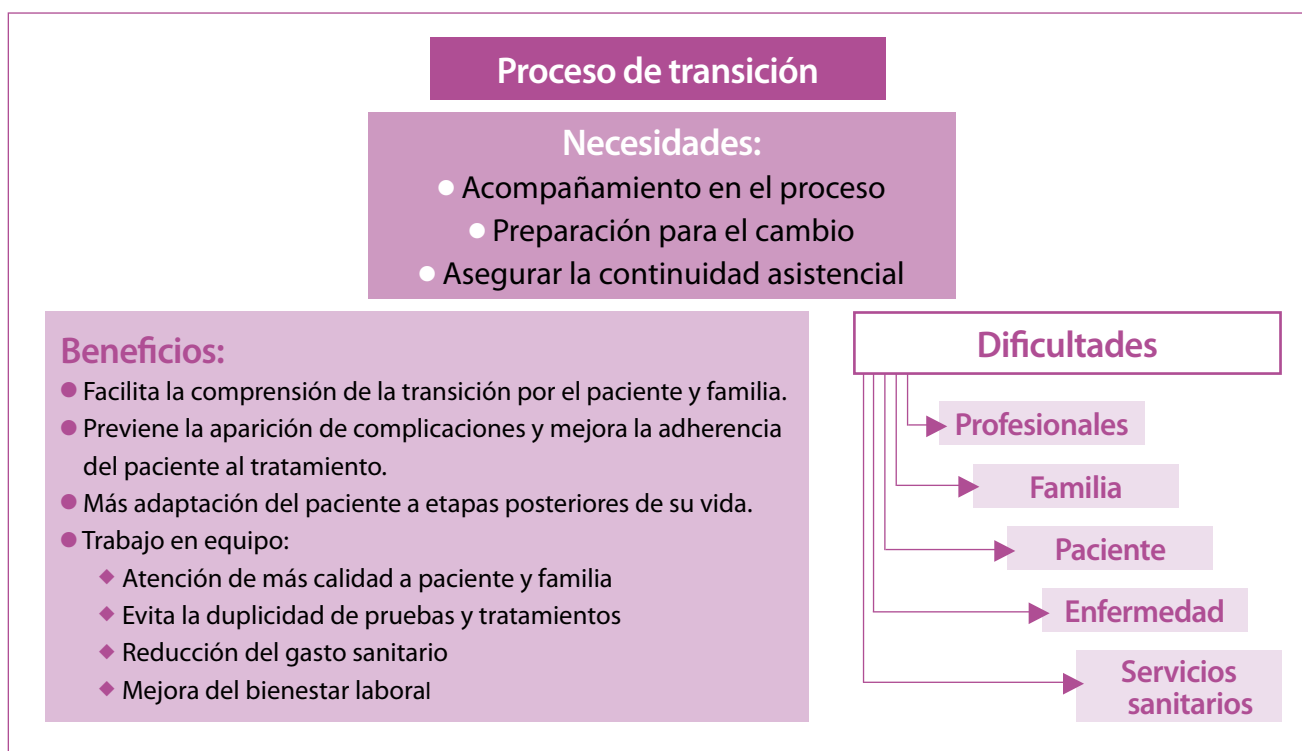 Proceso de transición
Necesidades:
● Acompañamiento en el proceso
● Preparación para el cambio
● Asegurar la continuidad asistencial
Beneficios:
● Facilita la comprensión de la transición por el paciente y familia.
● Previene la aparición de complicaciones y mejora la adherencia
del paciente al tratamiento.
● Más adaptación del paciente a etapas posteriores de su vida.
● Trabajo en equipo:
◆ Atención de más calidad a paciente y familia
◆ Evita la duplicidad de pruebas y tratamientos
◆ Reducción del gasto sanitario
◆ Mejora del bienestar laboral
Dificultades
Profesionales
Familia
Paciente
Enfermedad
Servicios
sanitarios